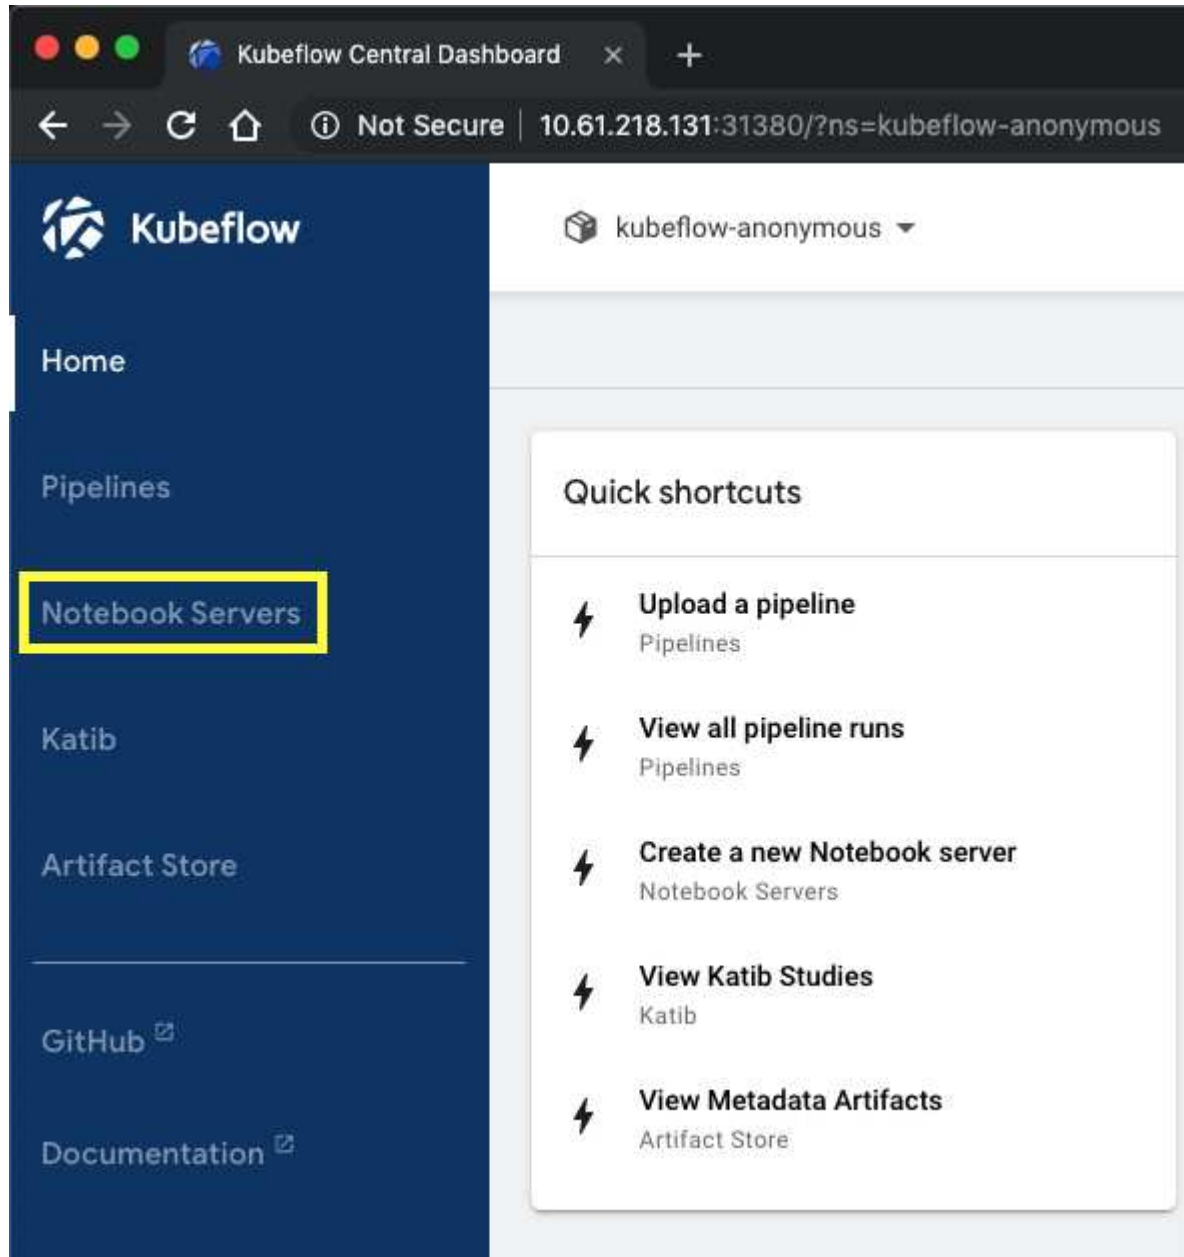 Kubeflow Central Dashboard
Not Secure | 10.61.218.131:31380/?ns=kubeflow-anonymous
Kubeflow
kubeflow-anonymous
Home
Pipelines
Notebook Servers
Katib
Artifact Store
GitHub
Documentation
Quick shortcuts
Upload a pipeline
Pipelines
View all pipeline runs
Pipelines
Create a new Notebook server
Notebook Servers
View Katib Studies
Katib
View Metadata Artifacts
Artifact Store